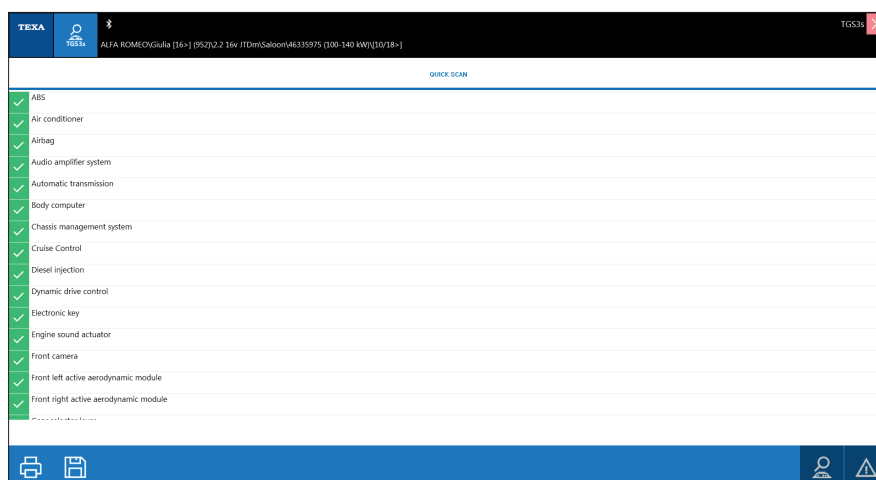 TEXA
TGS3s
TGS3s
ALFA ROMEO\Giulia [16>] (952)\2.2 16v JTDm\Saloon\46335975 (100-140 kW)\[10/18>]
QUICK SCAN
ABS
Air conditioner
Airbag
Audio amplifier system
Automatic transmission
Body computer
Chassis management system
Cruise Control
Diesel injection
Dynamic drive control
Electronic key
Engine sound actuator
Front camera
Front left active aerodynamic module
Front right active aerodynamic module